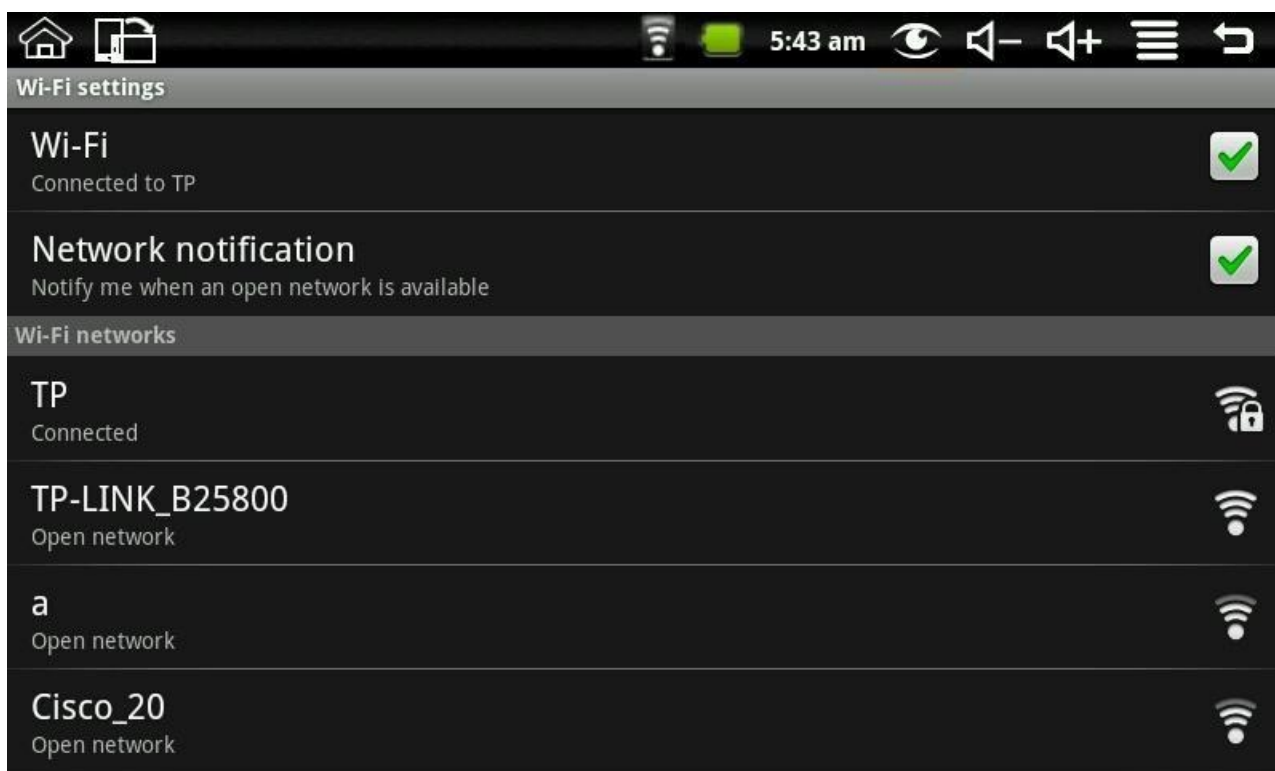 5:43 am
Wi-Fi settings
Wi-Fi
Connected to TP
Network notification
Notify me when an open network is available
Wi-Fi networks
TP
Connected
TP-LINK_B25800
Open network
a
Open network
Cisco_20
Open network